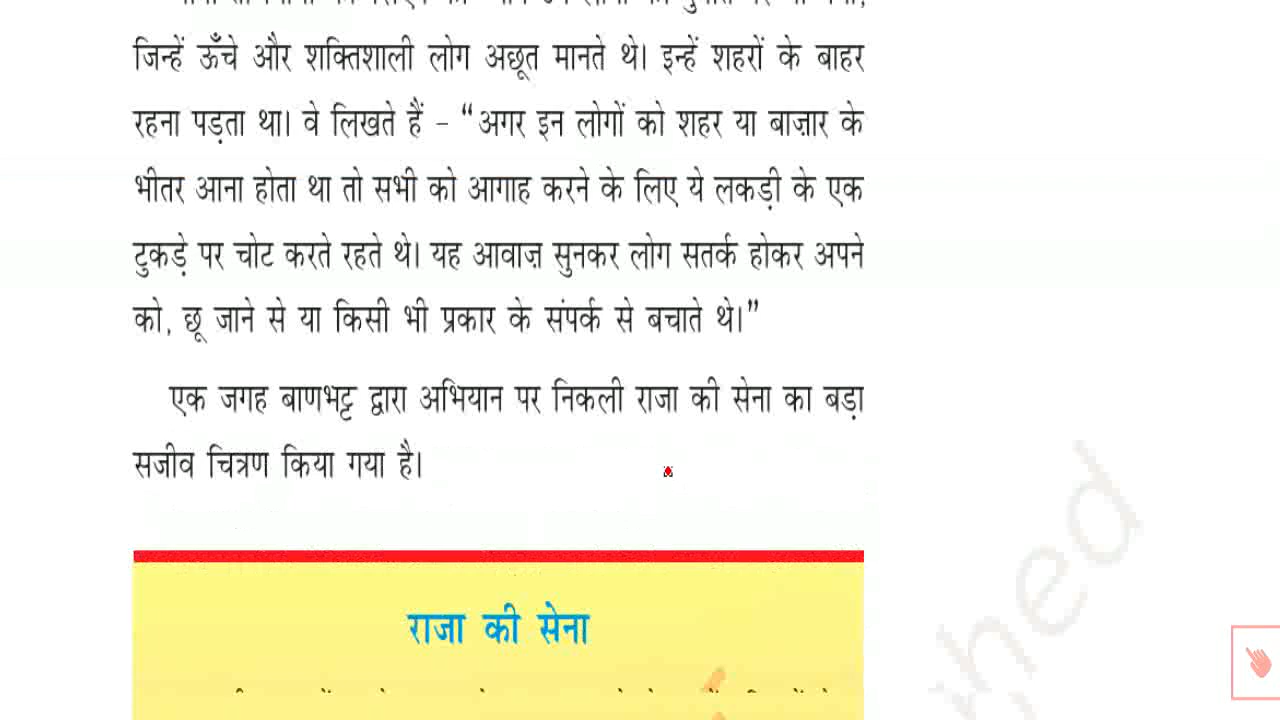 जिन्हें ऊँचे और शक्तिशाली लोग अछूत मानते थे। इन्हें शहरों के बाहर
रहना पड़ता था। वे लिखते हैं – “अगर इन लोगों को शहर या बाज़ार के
भीतर आना होता था तो सभी को आगाह करने के लिए ये लकड़ी के एक
टुकड़े पर चोट करते रहते थे। यह आवाज़ सुनकर लोग सतर्क होकर अपने
को, छू जाने से या किसी भी प्रकार के संपर्क से बचाते थे।”
एक जगह बाणभट्ट द्वारा अभियान पर निकली राजा की सेना का बड़ा
सजीव चित्रण किया गया है।
राजा की सेना